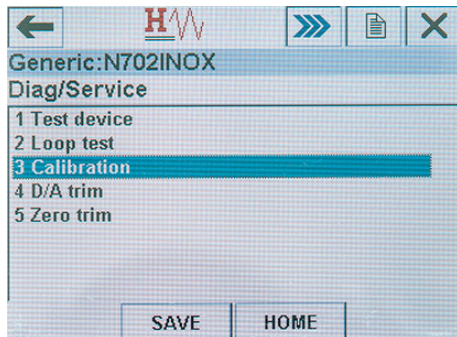 H
Generic:N702INOX
Diag/Service
1 Test device
2 Loop test
3 Calibration
4 D/A trim
5 Zero trim
SAVE HOME